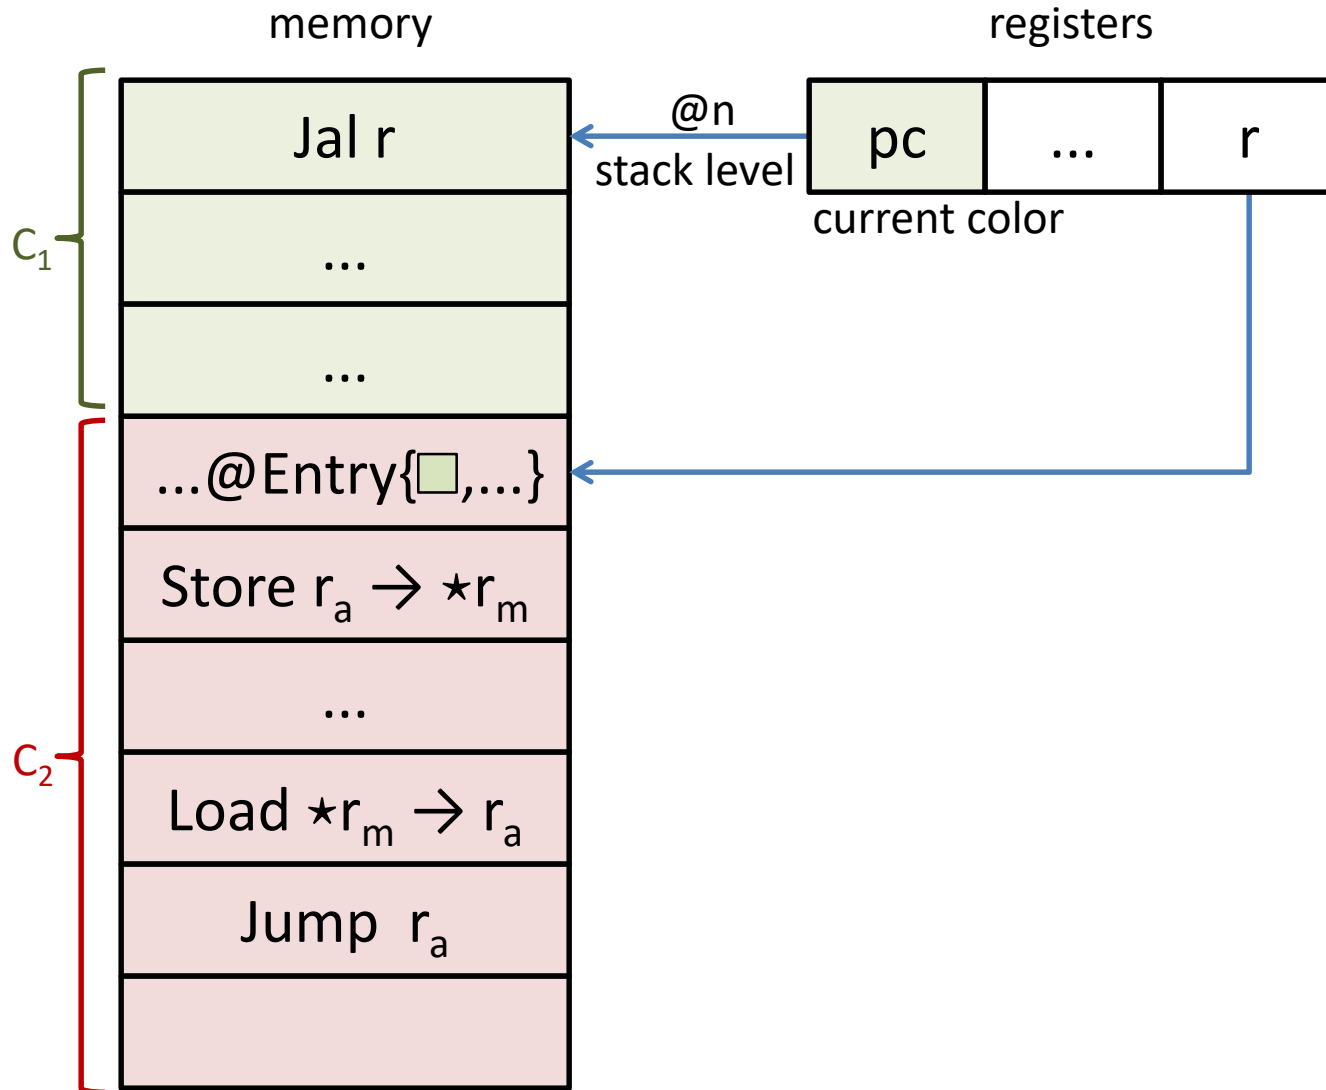 memory
registers
Jal r
@n
stack level
pc
...
r
current color
C₁
...
...
...@Entry{ ,...}
Store rₐ → ⋆rₘ
...
C₂
Load ⋆rₘ → rₐ
Jump rₐ